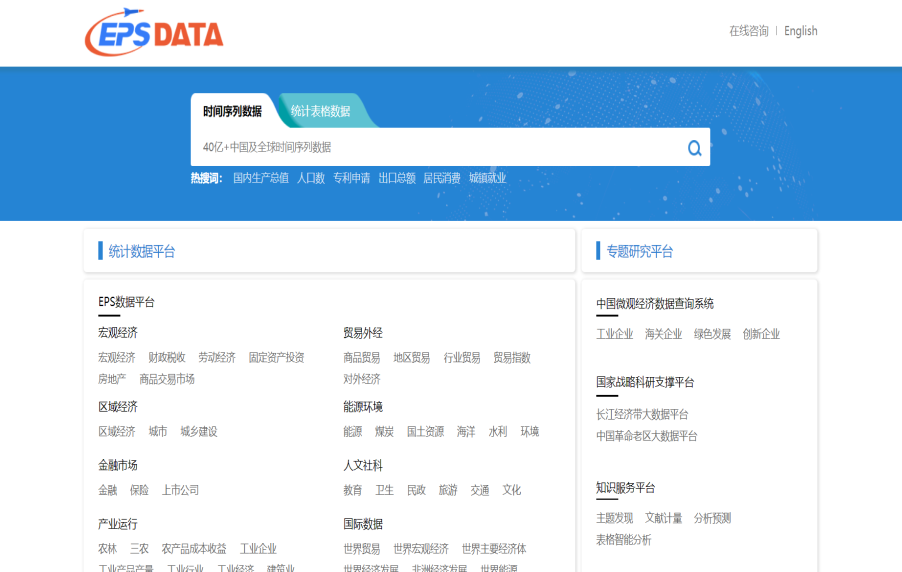 EPS DATA
在线咨询 | English
时间序列数据 统计表格数据
40亿+中国及全球时间序列数据
热搜词： 国内生产总值 人口数 专利申请 出口总额 居民消费 城镇就业
统计数据平台
EPS数据平台
宏观经济
宏观经济 财政税收 劳动经济 固定资产投资
房地产 商品交易市场
贸易外经
商品贸易 地区贸易 行业贸易 贸易指数
对外经济
区域经济
区域经济 城市 城乡建设
能源环境
能源 煤炭 国土资源 海洋 水利 环境
金融市场
金融 保险 上市公司
人文社科
教育 卫生 民政 旅游 交通 文化
产业运行
农林 三农 农产品成本收益 工业企业
工业产品产量 工业行业 工业经济 建筑业
国际数据
世界贸易 世界宏观经济 世界主要经济体
世界经济发展 非洲经济发展 世界能源
专题研究平台
中国微观经济数据查询系统
工业企业 海关企业 绿色发展 创新企业
国家战略科研支撑平台
长江经济带大数据平台
中国革命老区大数据平台
知识服务平台
主题发现 文献计量 分析预测
表格智能分析